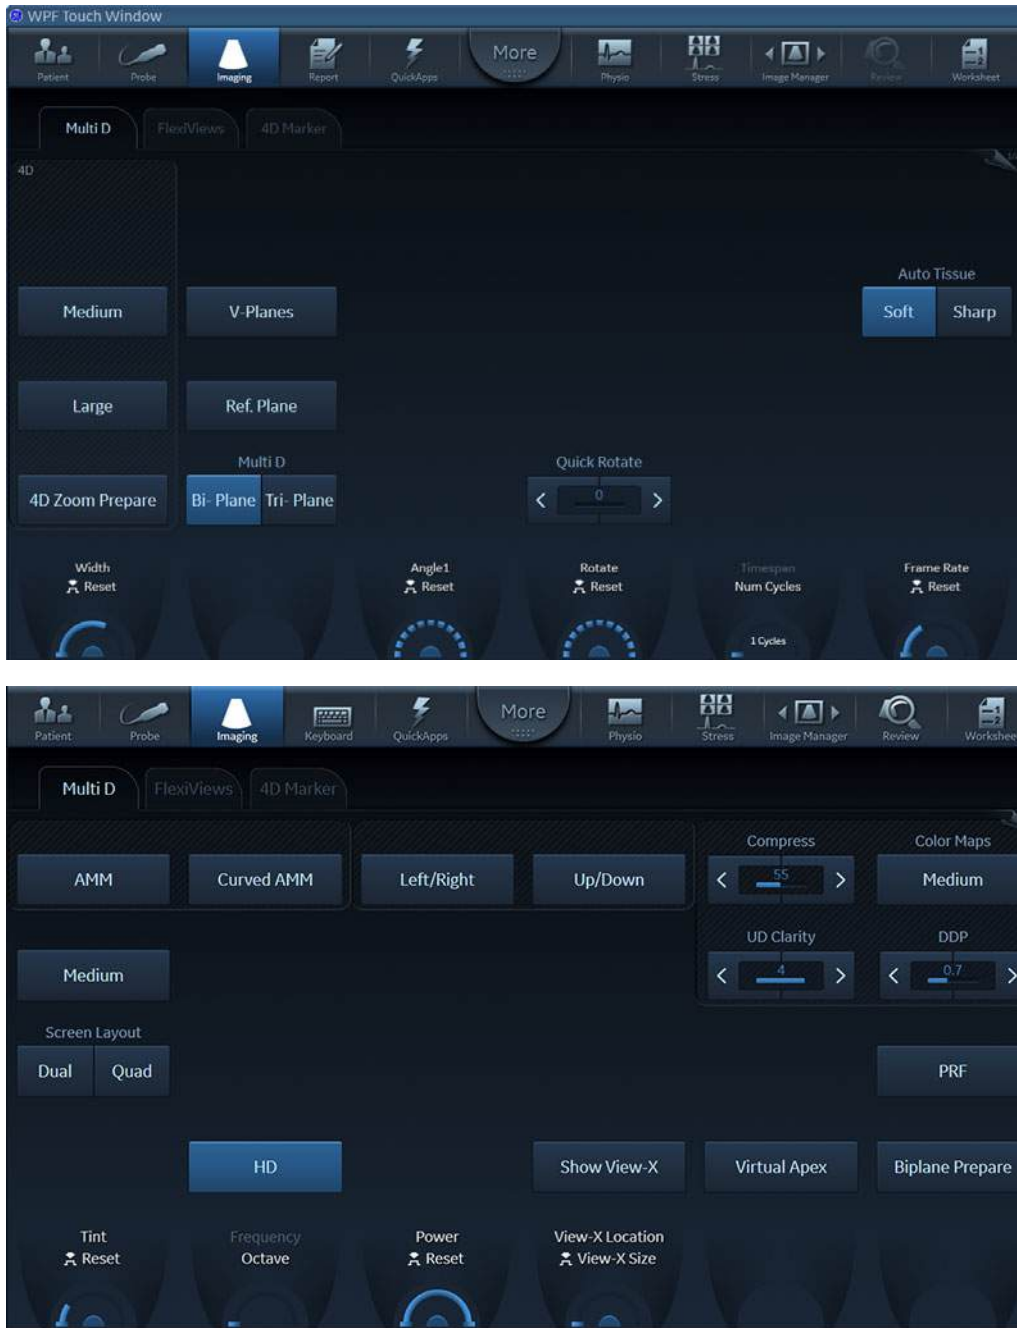 WPF Touch Window
Patient Probe Imaging Report QuickApps More Physio Stress Image Manager Review Worksheet
Multi D FlexiViews 4D Marker
4D
Auto Tissue
Medium V-Planes Soft Sharp
Large Ref. Plane
Multi D Quick Rotate
4D Zoom Prepare Bi- Plane Tri- Plane < 0 >
Width Angle1 Rotate Timespan Frame Rate
Reset Reset Reset Num Cycles Reset
1 Cycles
Patient Probe Imaging Keyboard QuickApps More Physio Stress Image Manager Review Workshee
Multi D FlexiViews 4D Marker
Compress Color Maps
AMM Curved AMM Left/Right Up/Down < 55 > Medium
UD Clarity DDP
Medium < 4 > < 0.7 >
Screen Layout
Dual Quad PRF
HD Show View-X Virtual Apex Biplane Prepare
Tint Frequency Power View-X Location
Reset Octave Reset View-X Size